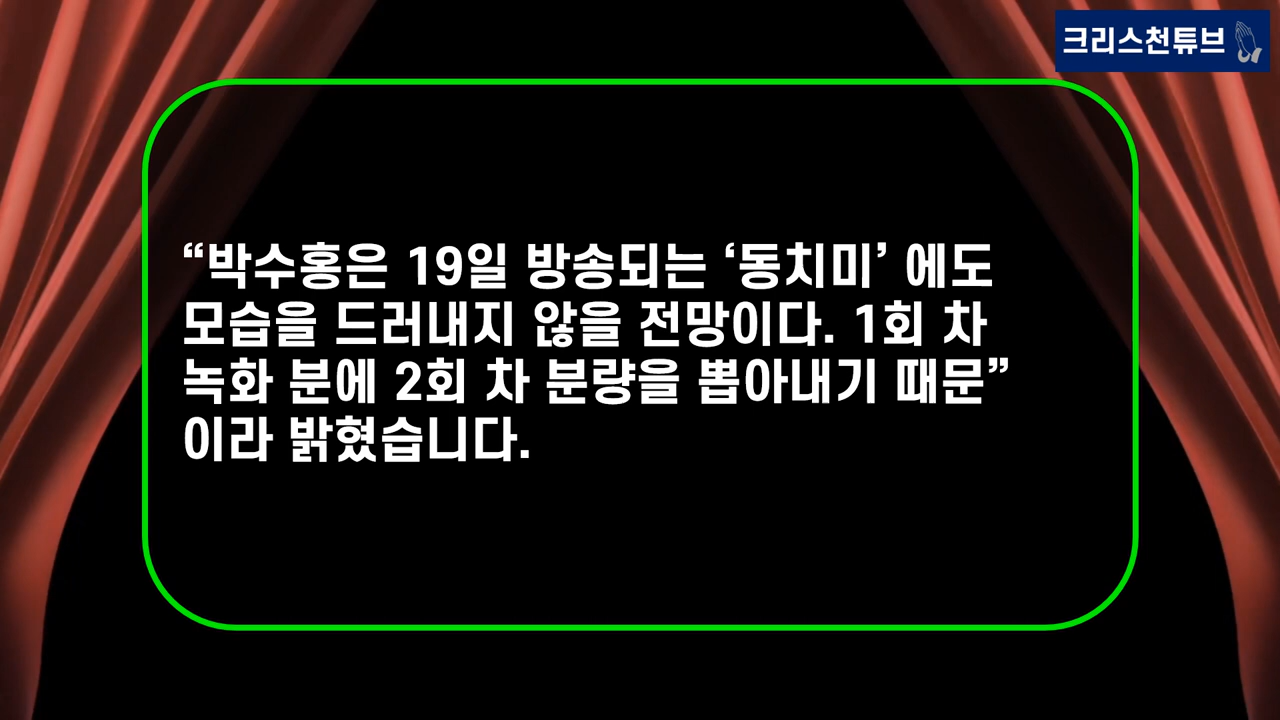 크리스천튜브
“박수홍은 19일 방송되는 ‘동치미’ 에도
모습을 드러내지 않을 전망이다. 1회 차
녹화 분에 2회 차 분량을 뽑아내기 때문”
이라 밝혔습니다.